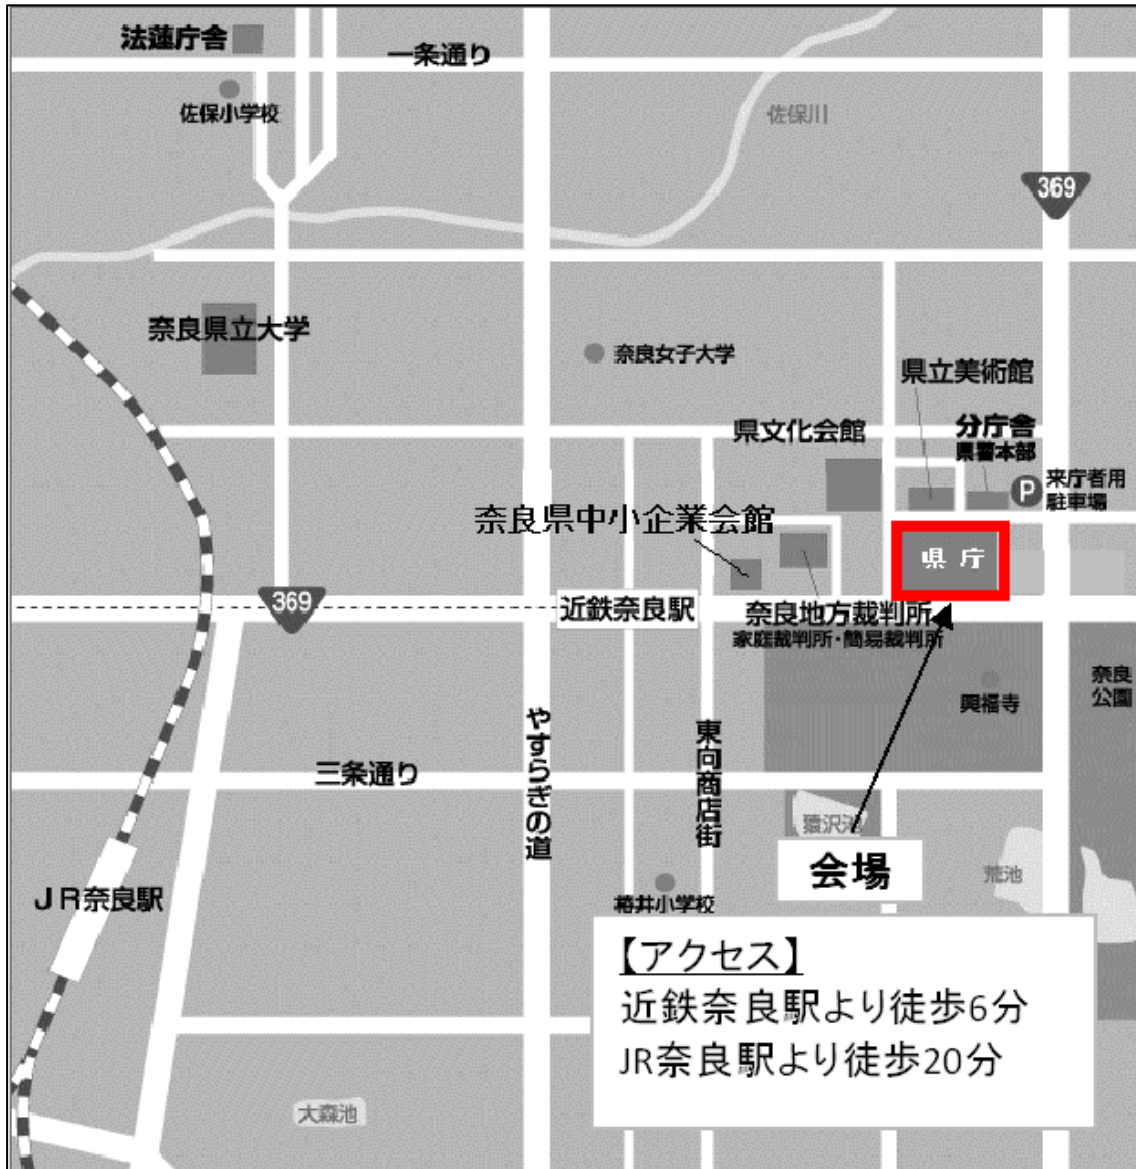 法蓮庁舎
一条通り
佐保小学校
佐保川
369
奈良県立大学
奈良女子大学
県立美術館
県文化会館
分庁舎
県警本部
P
来庁者用
駐車場
奈良県中小企業会館
県庁
369
近鉄奈良駅
奈良地方裁判所
家庭裁判所・簡易裁判所
興福寺
奈良
公園
やすらぎの道
東向商店街
三条通り
猿沢池
会場
荒池
JR奈良駅
椿井小学校
【アクセス】
近鉄奈良駅より徒歩6分
JR奈良駅より徒歩20分
大森池